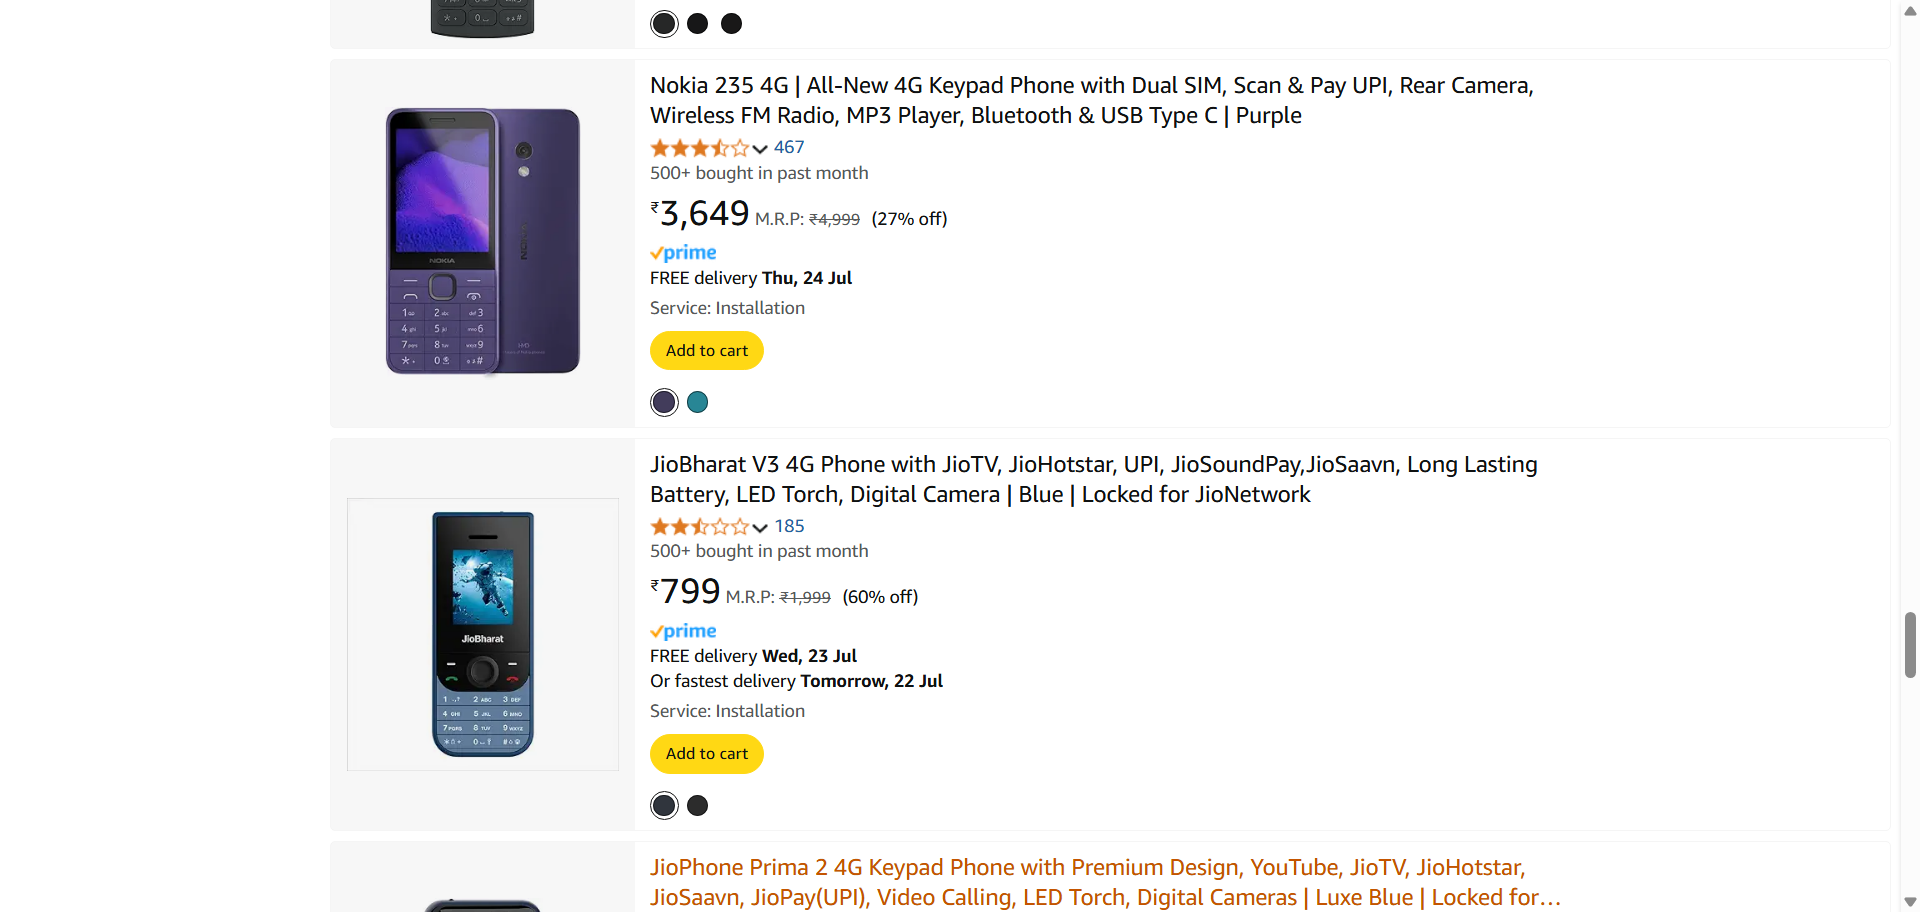 Nokia 235 4G | All-New 4G Keypad Phone with Dual SIM, Scan & Pay UPI, Rear Camera,
Wireless FM Radio, MP3 Player, Bluetooth & USB Type C | Purple
467
500+ bought in past month
₹3,649 M.R.P: ₹4,999 (27% off)
prime
FREE delivery Thu, 24 Jul
Service: Installation
Add to cart
NOKIA
NOKIA
JioBharat V3 4G Phone with JioTV, JioHotstar, UPI, JioSoundPay,JioSaavn, Long Lasting
Battery, LED Torch, Digital Camera | Blue | Locked for JioNetwork
185
500+ bought in past month
₹799 M.R.P: ₹1,999 (60% off)
prime
FREE delivery Wed, 23 Jul
Or fastest delivery Tomorrow, 22 Jul
Service: Installation
Add to cart
JioBharat
JioPhone Prima 2 4G Keypad Phone with Premium Design, YouTube, JioTV, JioHotstar,
JioSaavn, JioPay(UPI), Video Calling, LED Torch, Digital Cameras | Luxe Blue | Locked for…